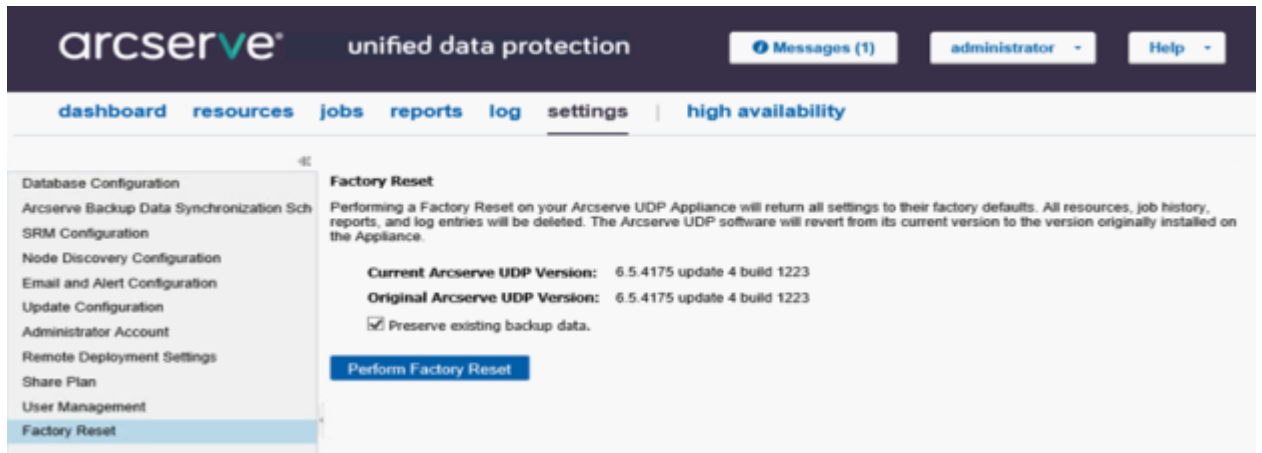 arcserve® unified data protection Messages (1) administrator Help
dashboard resources jobs reports log settings | high availability
Database Configuration
Arcserve Backup Data Synchronization Sch
SRM Configuration
Node Discovery Configuration
Email and Alert Configuration
Update Configuration
Administrator Account
Remote Deployment Settings
Share Plan
User Management
Factory Reset
Factory Reset
Performing a Factory Reset on your Arcserve UDP Appliance will return all settings to their factory defaults. All resources, job history,
reports, and log entries will be deleted. The Arcserve UDP software will revert from its current version to the version originally installed on
the Appliance.
Current Arcserve UDP Version: 6.5.4175 update 4 build 1223
Original Arcserve UDP Version: 6.5.4175 update 4 build 1223
Preserve existing backup data.
Perform Factory Reset